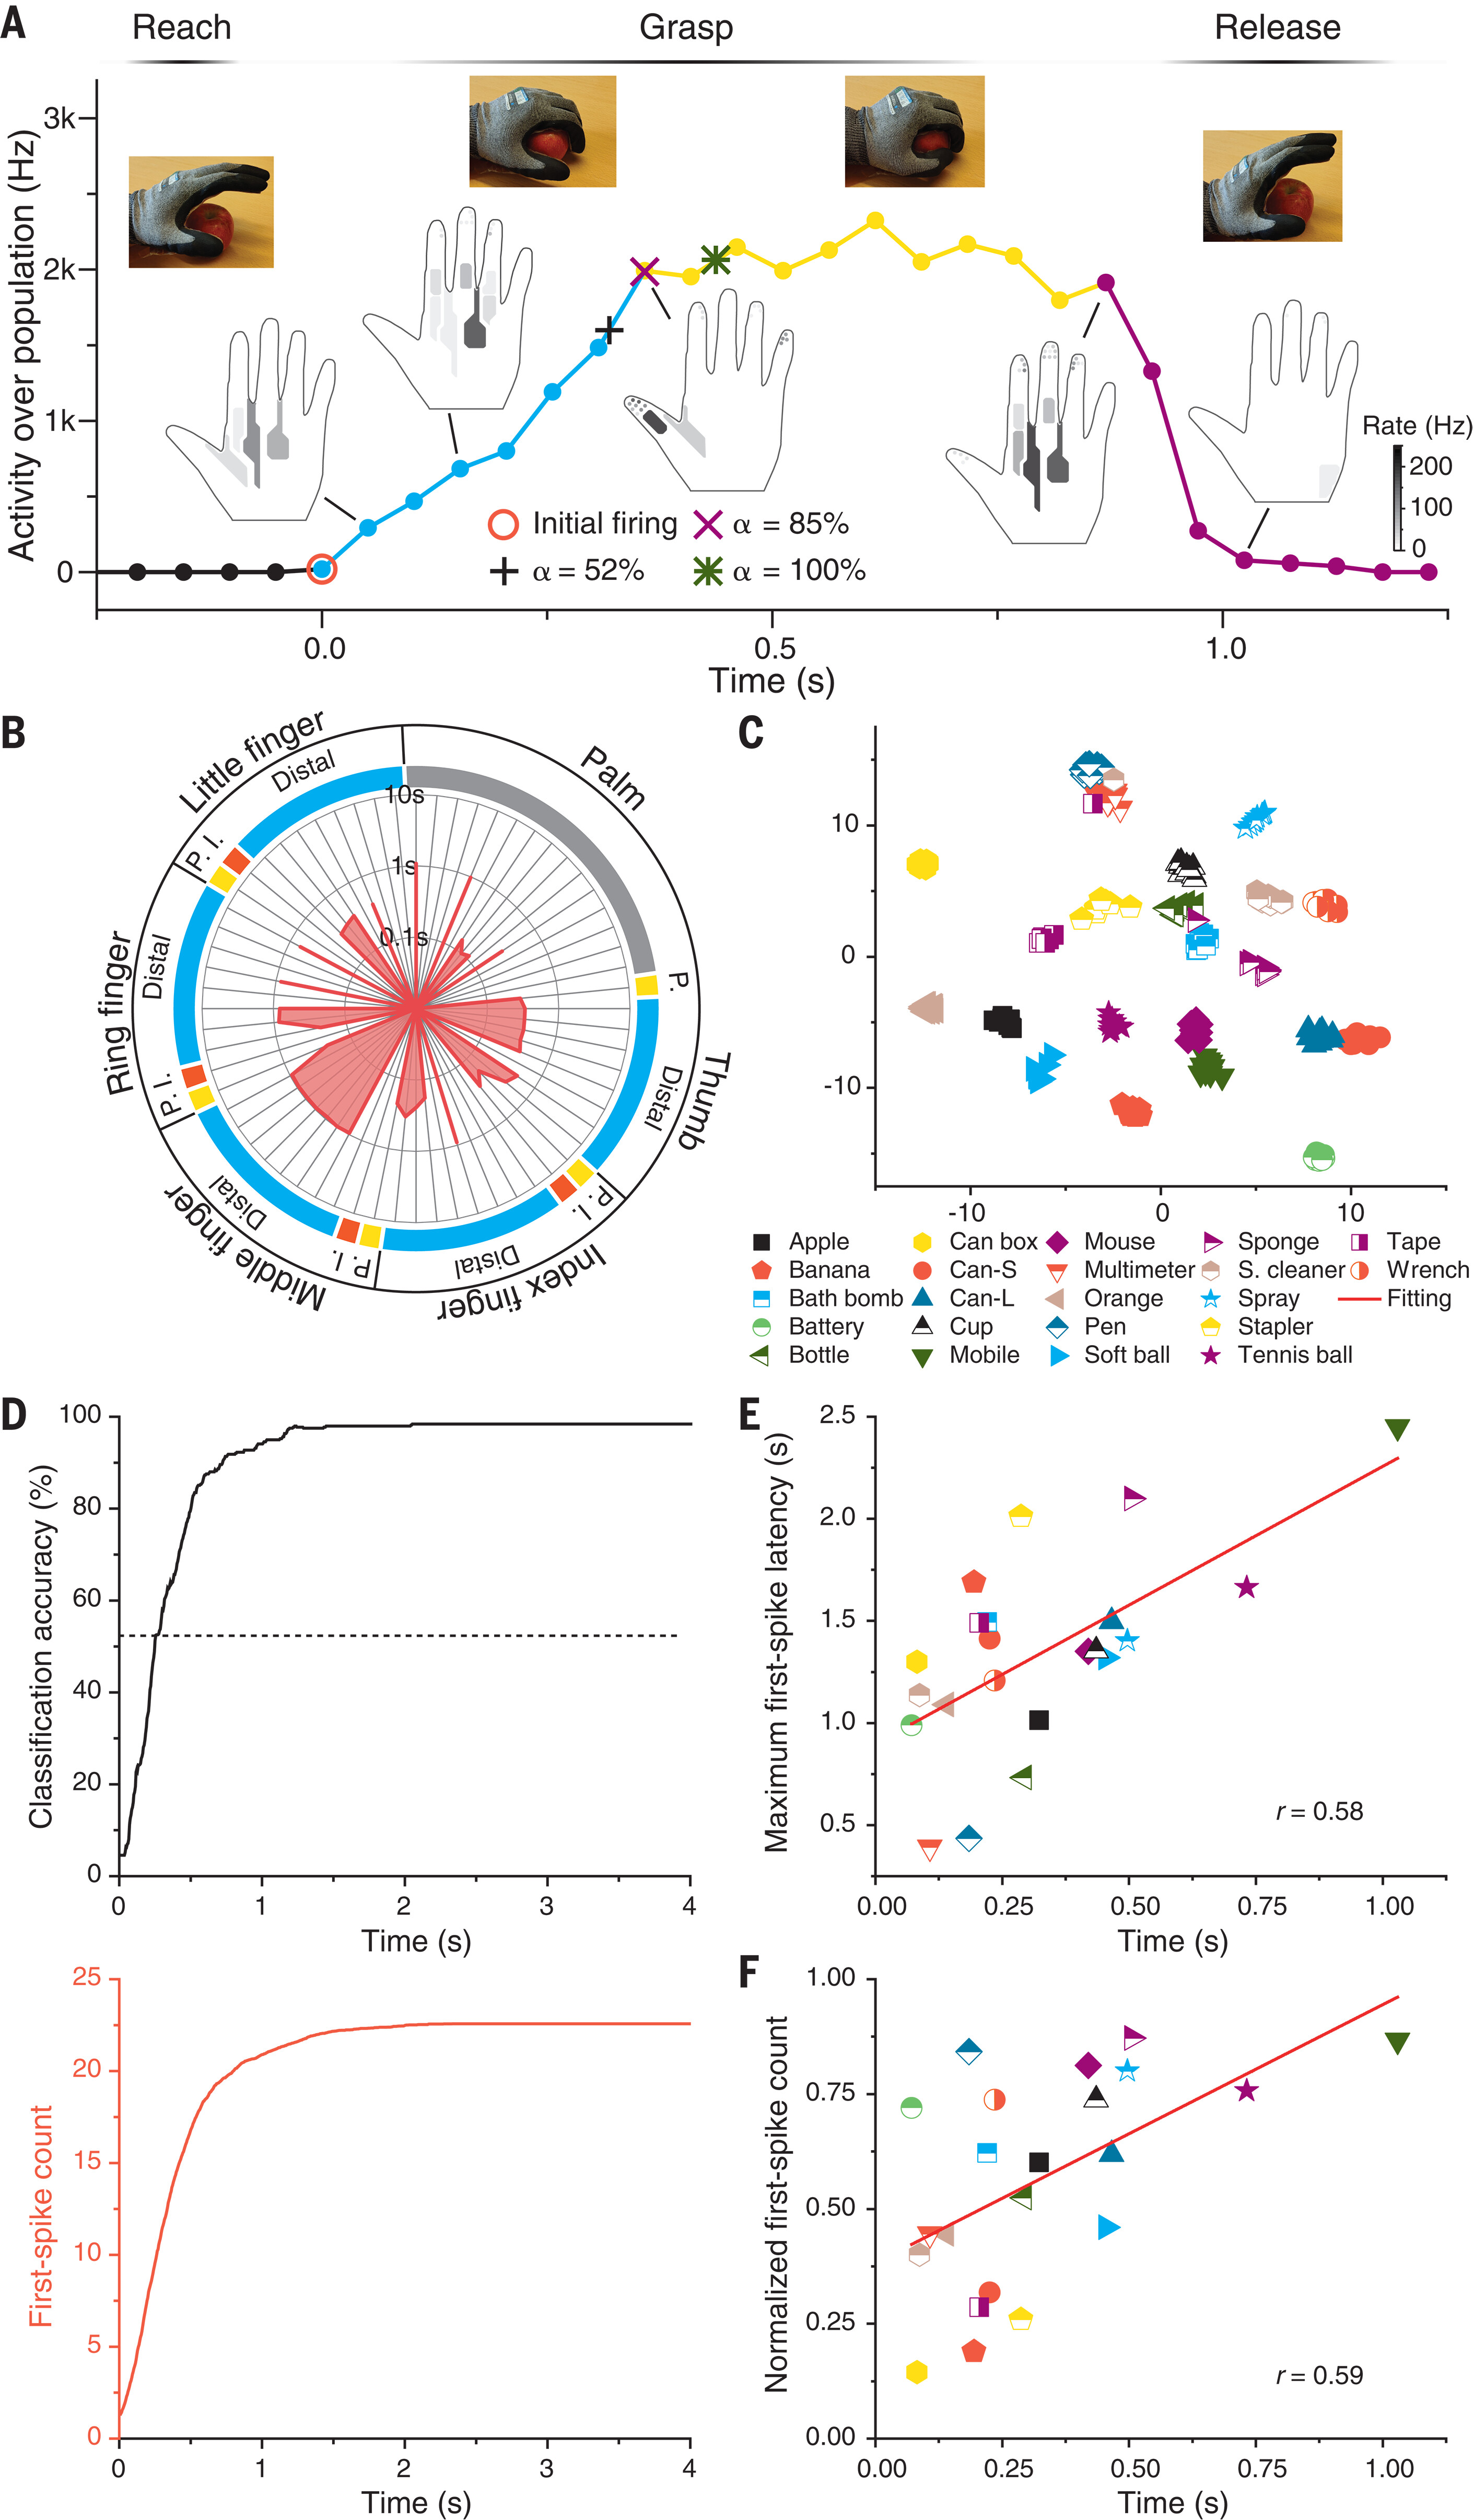 A
Reach
Grasp
Release
Activity over population (Hz)
3k
2k
1k
0
Initial firing
α = 85%
α = 52%
α = 100%
Rate (Hz)
200
100
0
0.0
0.5
1.0
Time (s)
B
Little finger
Distal
P. I.
Ring finger
Distal
P. I.
Middle finger
Distal
P. I.
Index finger
Distal
P. I.
Thumb
Distal
P.
Palm
10s
1s
0.1s
C
10
0
-10
-10
0
10
Apple
Can box
Mouse
Sponge
Tape
Banana
Can-S
Multimeter
S. cleaner
Wrench
Bath bomb
Can-L
Orange
Spray
Fitting
Battery
Cup
Pen
Stapler
Bottle
Mobile
Soft ball
Tennis ball
D
Classification accuracy (%)
100
80
60
40
20
0
0
1
2
3
4
Time (s)
First-spike count
25
20
15
10
5
0
0
1
2
3
4
Time (s)
E
Maximum first-spike latency (s)
2.5
2.0
1.5
1.0
0.5
r = 0.58
0.00
0.25
0.50
0.75
1.00
Time (s)
F
Normalized first-spike count
1.00
0.75
0.50
0.25
0.00
r = 0.59
0.00
0.25
0.50
0.75
1.00
Time (s)